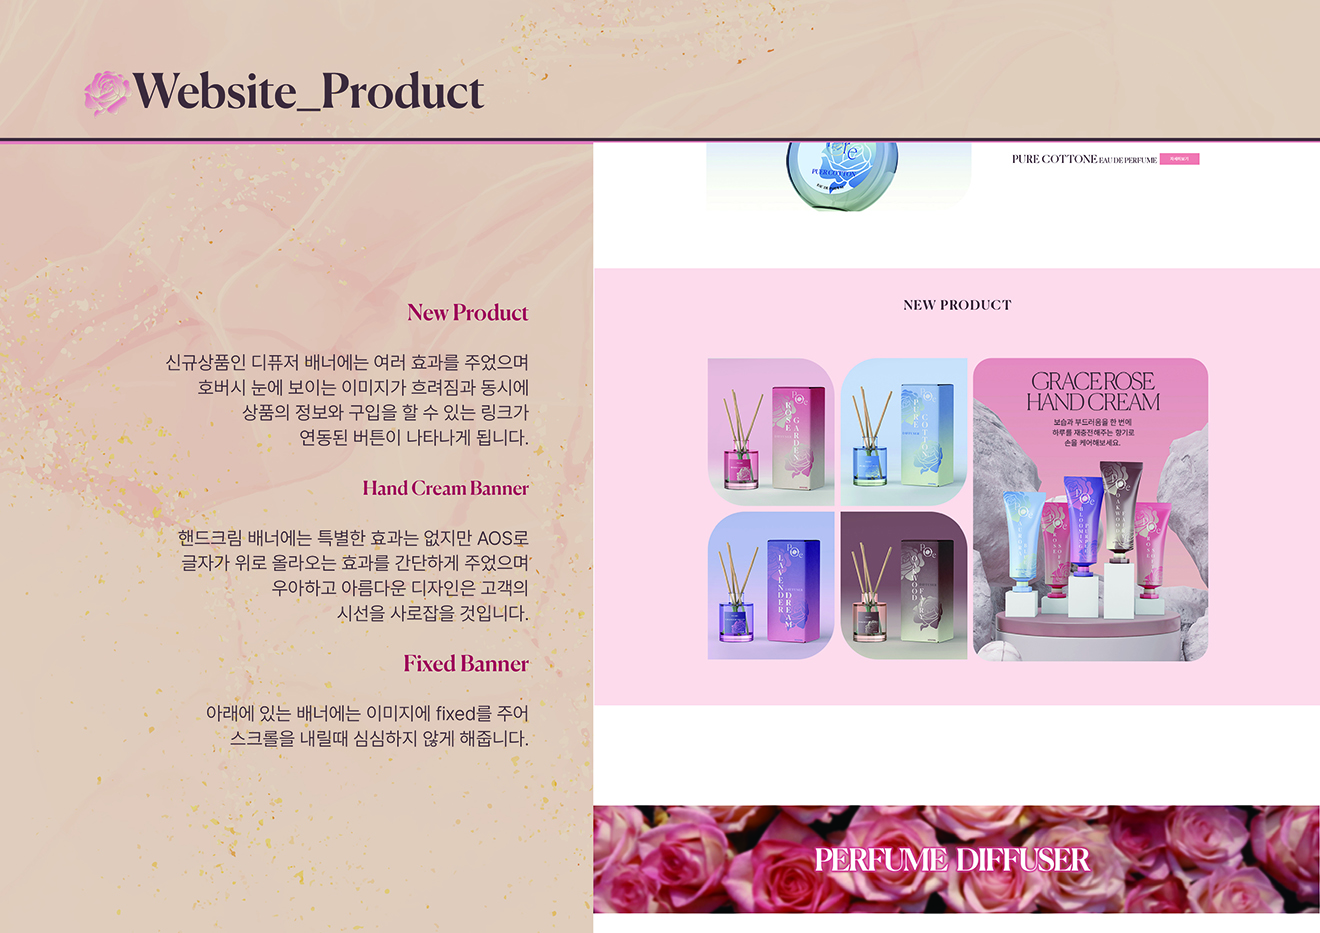 Website_Product
New Product
신규상품인 디퓨저 배너에는 여러 효과를 주었으며
호버시 눈에 보이는 이미지가 흐려짐과 동시에
상품의 정보와 구입을 할 수 있는 링크가
연동된 버튼이 나타나게 됩니다.
Hand Cream Banner
핸드크림 배너에는 특별한 효과는 없지만 AOS로
글자가 위로 올라오는 효과를 간단하게 주었으며
우아하고 아름다운 디자인은 고객의
시선을 사로잡을 것입니다.
Fixed Banner
아래에 있는 배너에는 이미지에 fixed를 주어
스크롤을 내릴때 심심하지 않게 해줍니다.
PURE COTTONE EAU DE PERFUME
NEW PRODUCT
ROSE
GARDEN
PURE
COTTON
LAVENDER
DREAM
GRACE ROSE
HAND CREAM
보습과 부드러움을 한 번에
하루를 재충전해주는 향기로
손을 케어해보세요.
PERFUME DIFFUSER